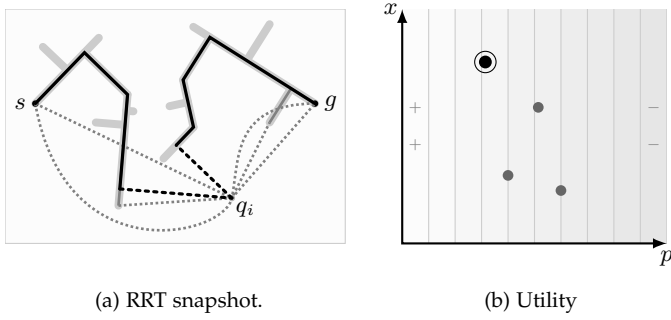 s
g
q_i
(a) RRT snapshot.
x
+ −
+ −
p
(b) Utility